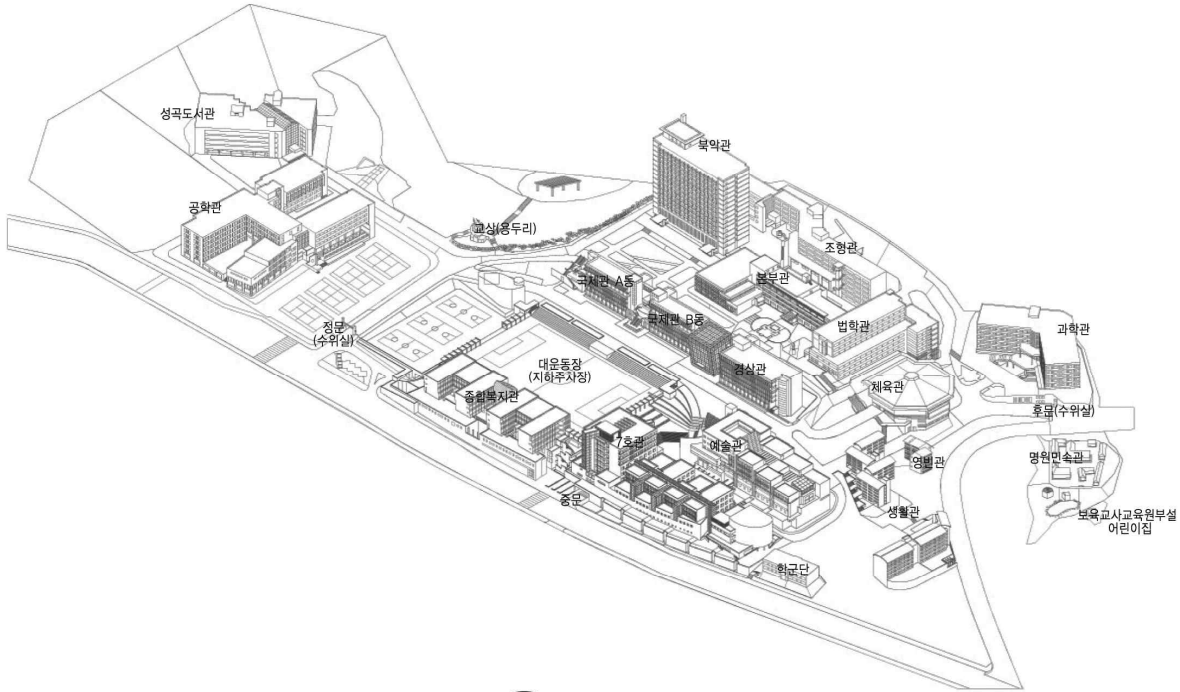 성곡도서관
북악관
공학관
교상(용두리)
조형관
국제관 A동
본부관
국제관 B동
법학관
과학관
정문
(수위실)
대운동장
(지하주차장)
경상관
체육관
종합복지관
후문(수위실)
7호관
예술관
영빈관
명원민속관
중문
생활관
보육교사교육원부설
어린이집
학군단